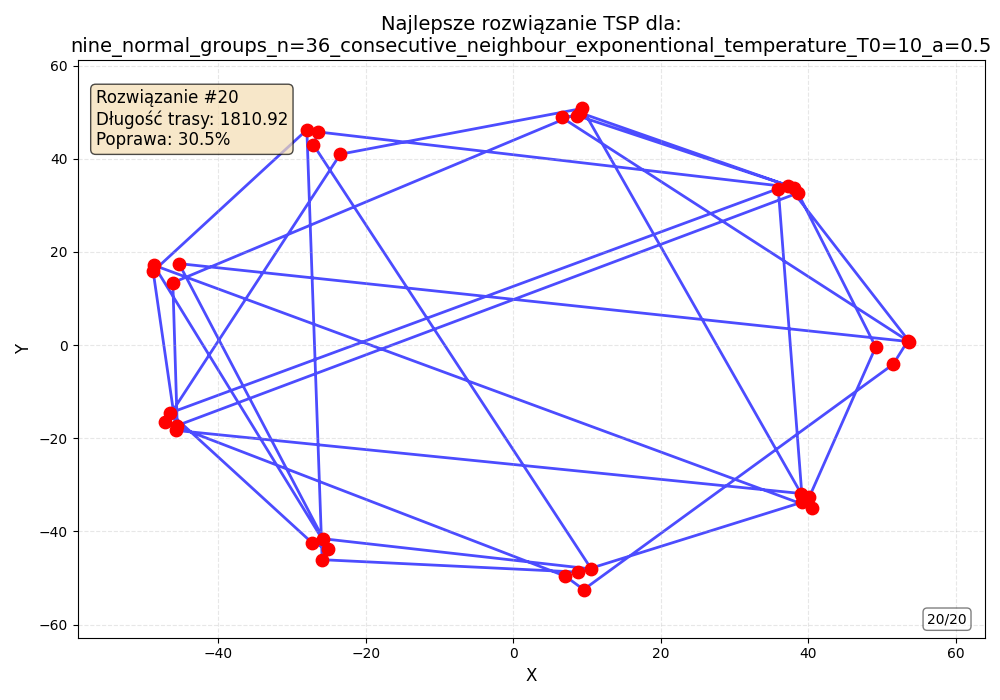 Najlepsze rozwiązanie TSP dla:
nine_normal_groups_n=36_consecutive_neighbour_exponentional_temperature_T0=10_a=0.5
Rozwiązanie #20
Długość trasy: 1810.92
Poprawa: 30.5%
60
40
20
0
−20
−40
−60
Y
20/20
−40
−20
0
20
40
60
X